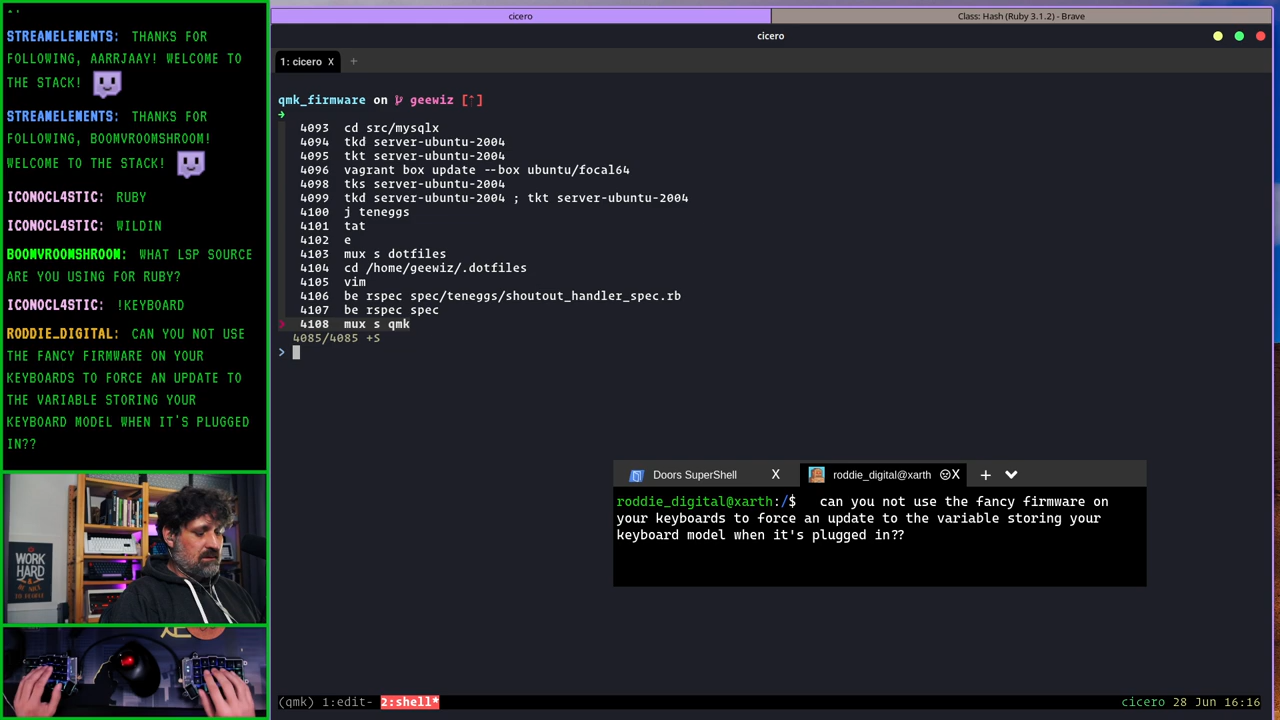 STREAMELEMENTS: THANKS FOR
FOLLOWING, AARRJAAY! WELCOME TO
THE STACK!
STREAMELEMENTS: THANKS FOR
FOLLOWING, BOOMVROOMSHROOM!
WELCOME TO THE STACK!
ICONOCL4STIC: RUBY
ICONOCL4STIC: WILDIN
BOOMVROOMSHROOM: WHAT LSP SOURCE
ARE YOU USING FOR RUBY?
ICONOCL4STIC: !KEYBOARD
RODDIE_DIGITAL: CAN YOU NOT USE
THE FANCY FIRMWARE ON YOUR
KEYBOARDS TO FORCE AN UPDATE TO
THE VARIABLE STORING YOUR
KEYBOARD MODEL WHEN IT'S PLUGGED
IN??
WORK
HARD
cicero
Class: Hash (Ruby 3.1.2) - Brave
cicero
1: cicero X +
qmk_firmware on geewiz [↑]
➜
4093 cd src/mysqlx
4094 tkd server-ubuntu-2004
4095 tkt server-ubuntu-2004
4096 vagrant box update --box ubuntu/focal64
4098 tks server-ubuntu-2004
4099 tkd server-ubuntu-2004 ; tkt server-ubuntu-2004
4100 j teneggs
4101 tat
4102 e
4103 mux s dotfiles
4104 cd /home/geewiz/.dotfiles
4105 vim
4106 be rspec spec/teneggs/shoutout_handler_spec.rb
4107 be rspec spec
> 4108 mux s qmk
4085/4085 +S
>
Doors SuperShell X roddie_digital@xarth X +
roddie_digital@xarth:/$ can you not use the fancy firmware on
your keyboards to force an update to the variable storing your
keyboard model when it's plugged in??
(qmk) 1:edit- 2:shell* cicero 28 Jun 16:16